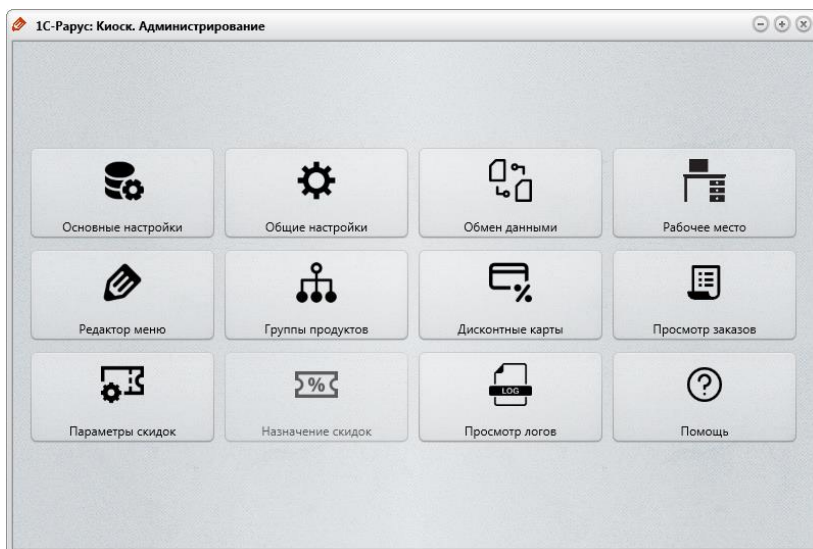 1С-Рарус: Киоск. Администрирование
Основные настройки
Общие настройки
Обмен данными
Рабочее место
Редактор меню
Группы продуктов
Дисконтные карты
Просмотр заказов
%
LOG
Параметры скидок
Назначение скидок
Просмотр логов
Помощь